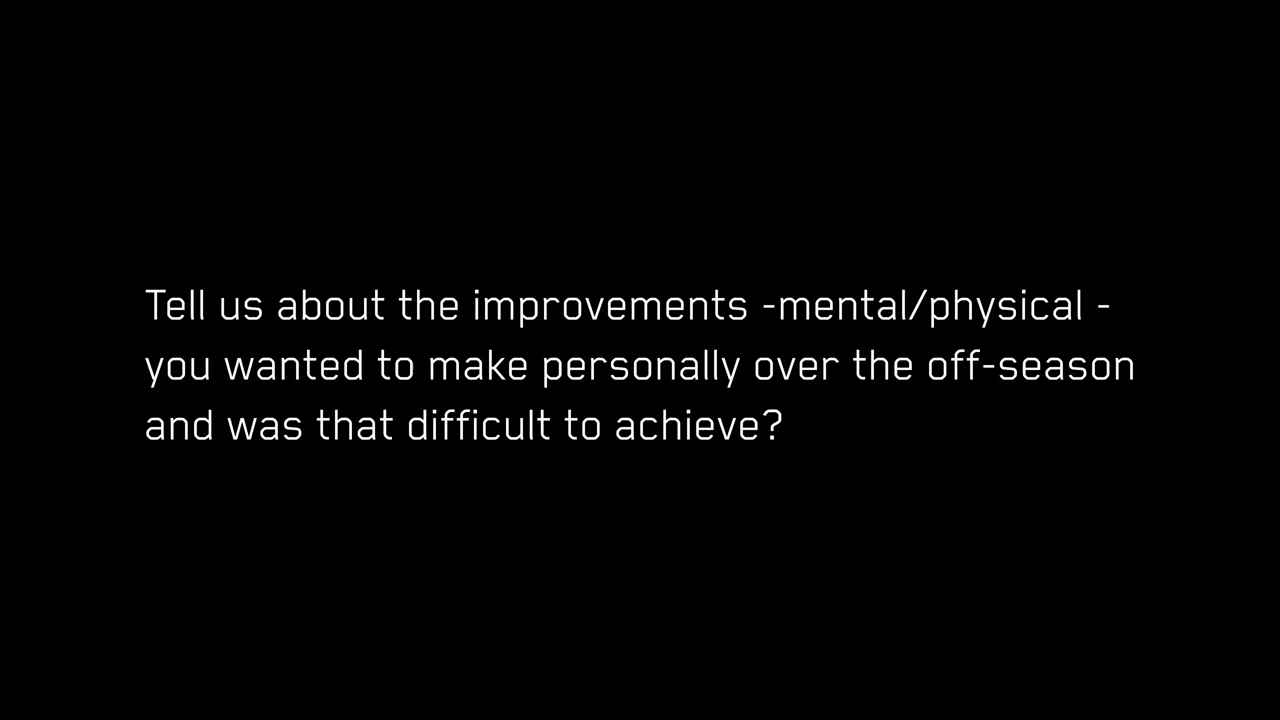 Tell us about the improvements -mental/physical -
you wanted to make personally over the off-season
and was that difficult to achieve?